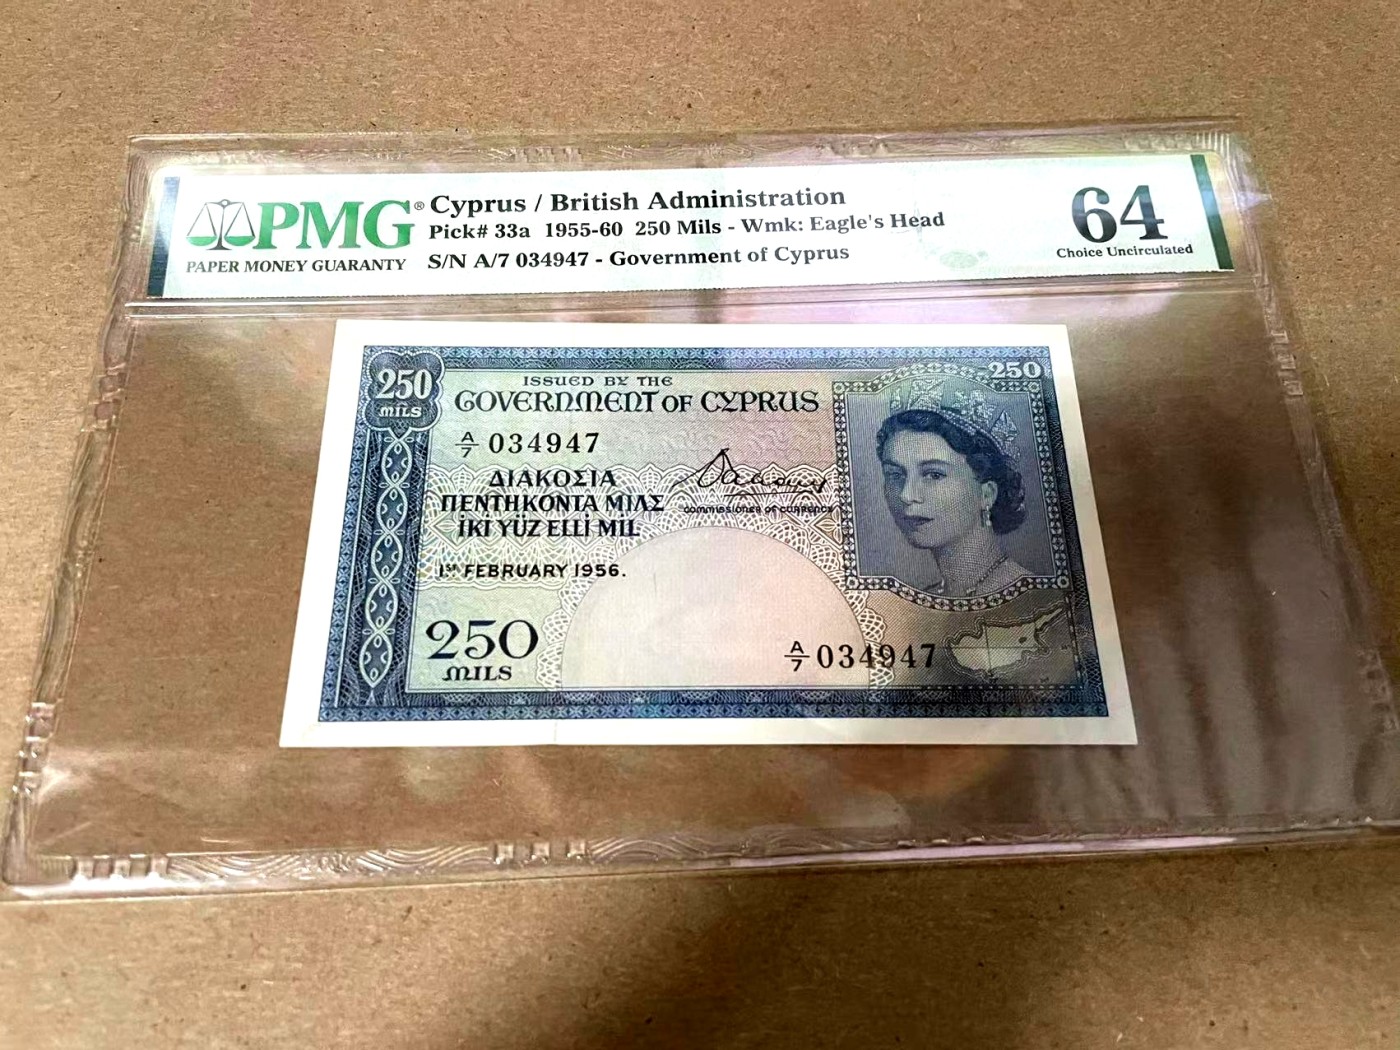 PMG®
PAPER MONEY GUARANTY
Cyprus / British Administration
Pick# 33a 1955-60 250 Mils - Wmk: Eagle's Head
S/N A/7 034947 - Government of Cyprus
64
Choice Uncirculated
250
MILS
250
ISSUED BY THE
GOVERNMENT OF CYPRUS
A/7 034947
ΔΙΑΚΟΣΙΑ
ΠΕΝΤΗΚΟΝΤΑ ΜΙΛΣ
İKİ YÜZ ELLİ MİL
COMMISSIONER OF CURRENCY
1ST FEBRUARY 1956.
250
MILS
A/7 034947